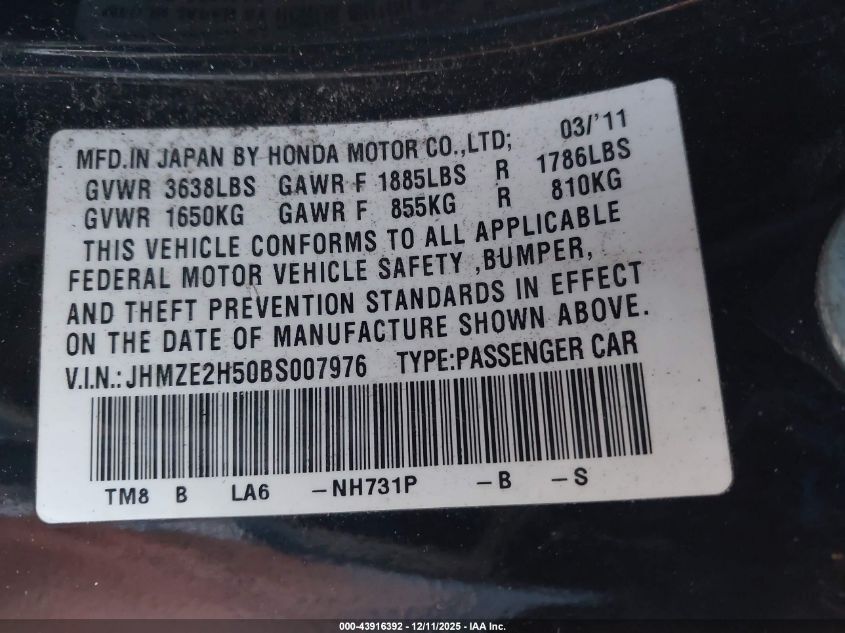 MFD.IN JAPAN BY HONDA MOTOR CO.,LTD; 03/'11
GVWR 3638LBS GAWR F 1885LBS R 1786LBS
GVWR 1650KG GAWR F 855KG R 810KG
THIS VEHICLE CONFORMS TO ALL APPLICABLE
FEDERAL MOTOR VEHICLE SAFETY ,BUMPER,
AND THEFT PREVENTION STANDARDS IN EFFECT
ON THE DATE OF MANUFACTURE SHOWN ABOVE.
V.I.N.:JHMZE2H50BS007976 TYPE:PASSENGER CAR
TM8 B LA6 -NH731P -B -S
000-43916392 - 12/11/2025 - IAA Inc.